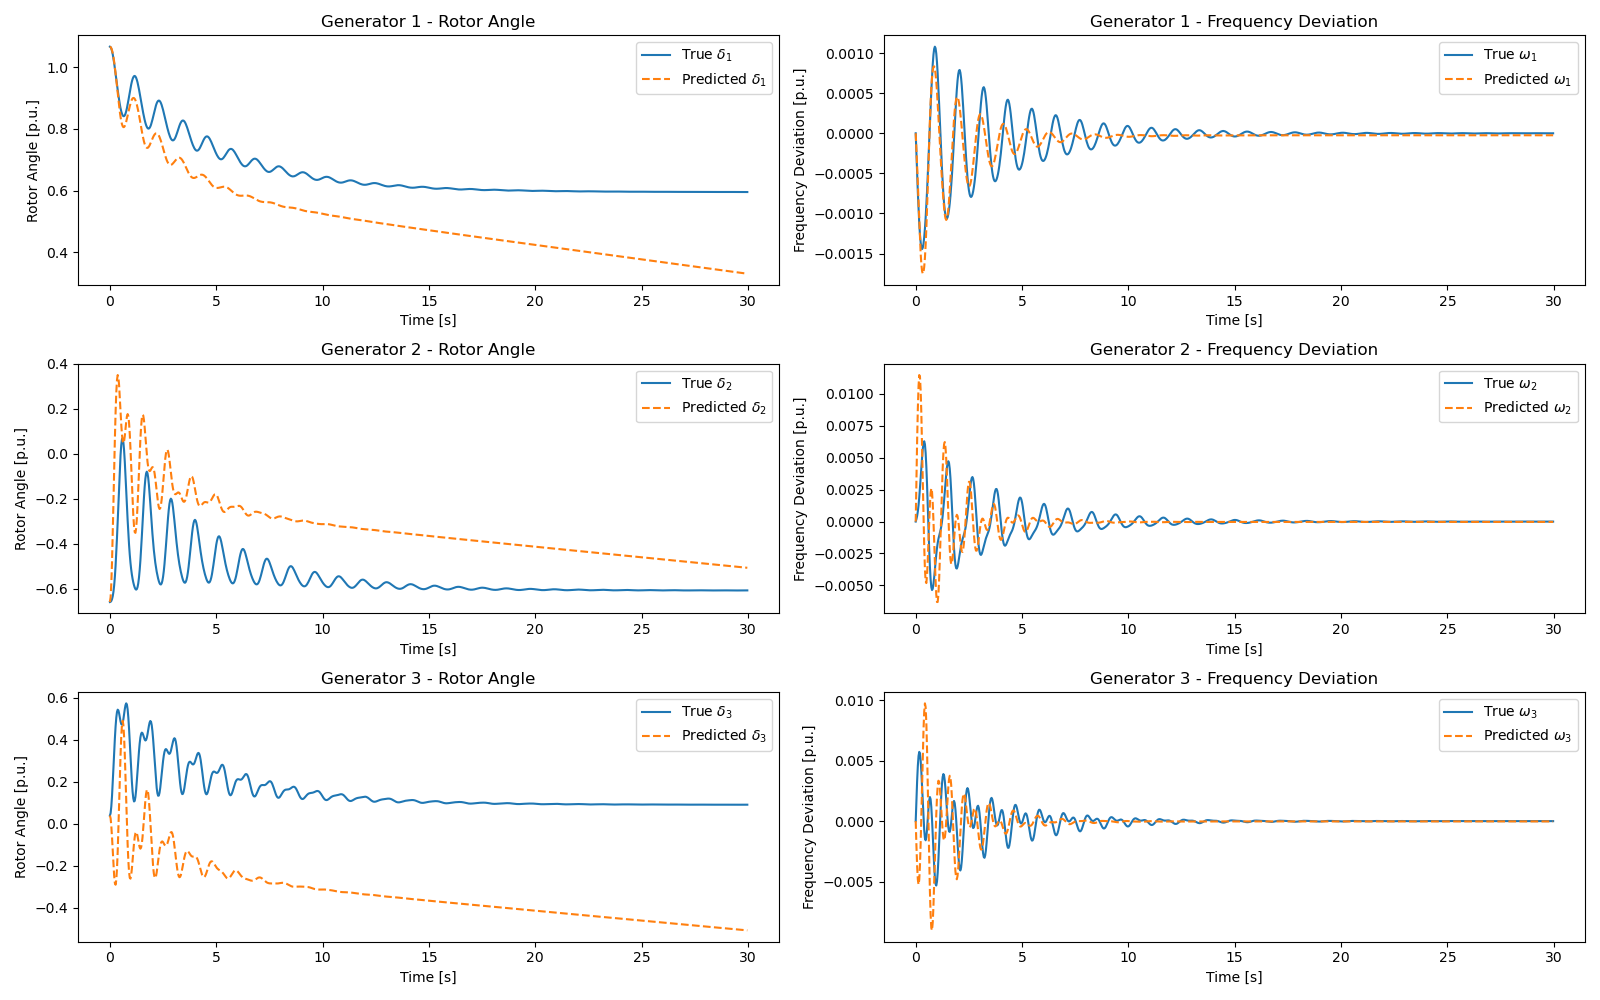 Generator 1 - Rotor Angle
Rotor Angle [p.u.]
1.0
0.8
0.6
0.4
True δ₁
Predicted δ₁
0 5 10 15 20 25 30
Time [s]
Generator 1 - Frequency Deviation
Frequency Deviation [p.u.]
0.0010
0.0005
0.0000
−0.0005
−0.0010
−0.0015
True ω₁
Predicted ω₁
0 5 10 15 20 25 30
Time [s]
Generator 2 - Rotor Angle
Rotor Angle [p.u.]
0.4
0.2
0.0
−0.2
−0.4
−0.6
True δ₂
Predicted δ₂
0 5 10 15 20 25 30
Time [s]
Generator 2 - Frequency Deviation
Frequency Deviation [p.u.]
0.0100
0.0075
0.0050
0.0025
0.0000
−0.0025
−0.0050
True ω₂
Predicted ω₂
0 5 10 15 20 25 30
Time [s]
Generator 3 - Rotor Angle
Rotor Angle [p.u.]
0.6
0.4
0.2
0.0
−0.2
−0.4
True δ₃
Predicted δ₃
0 5 10 15 20 25 30
Time [s]
Generator 3 - Frequency Deviation
Frequency Deviation [p.u.]
0.010
0.005
0.000
−0.005
True ω₃
Predicted ω₃
0 5 10 15 20 25 30
Time [s]